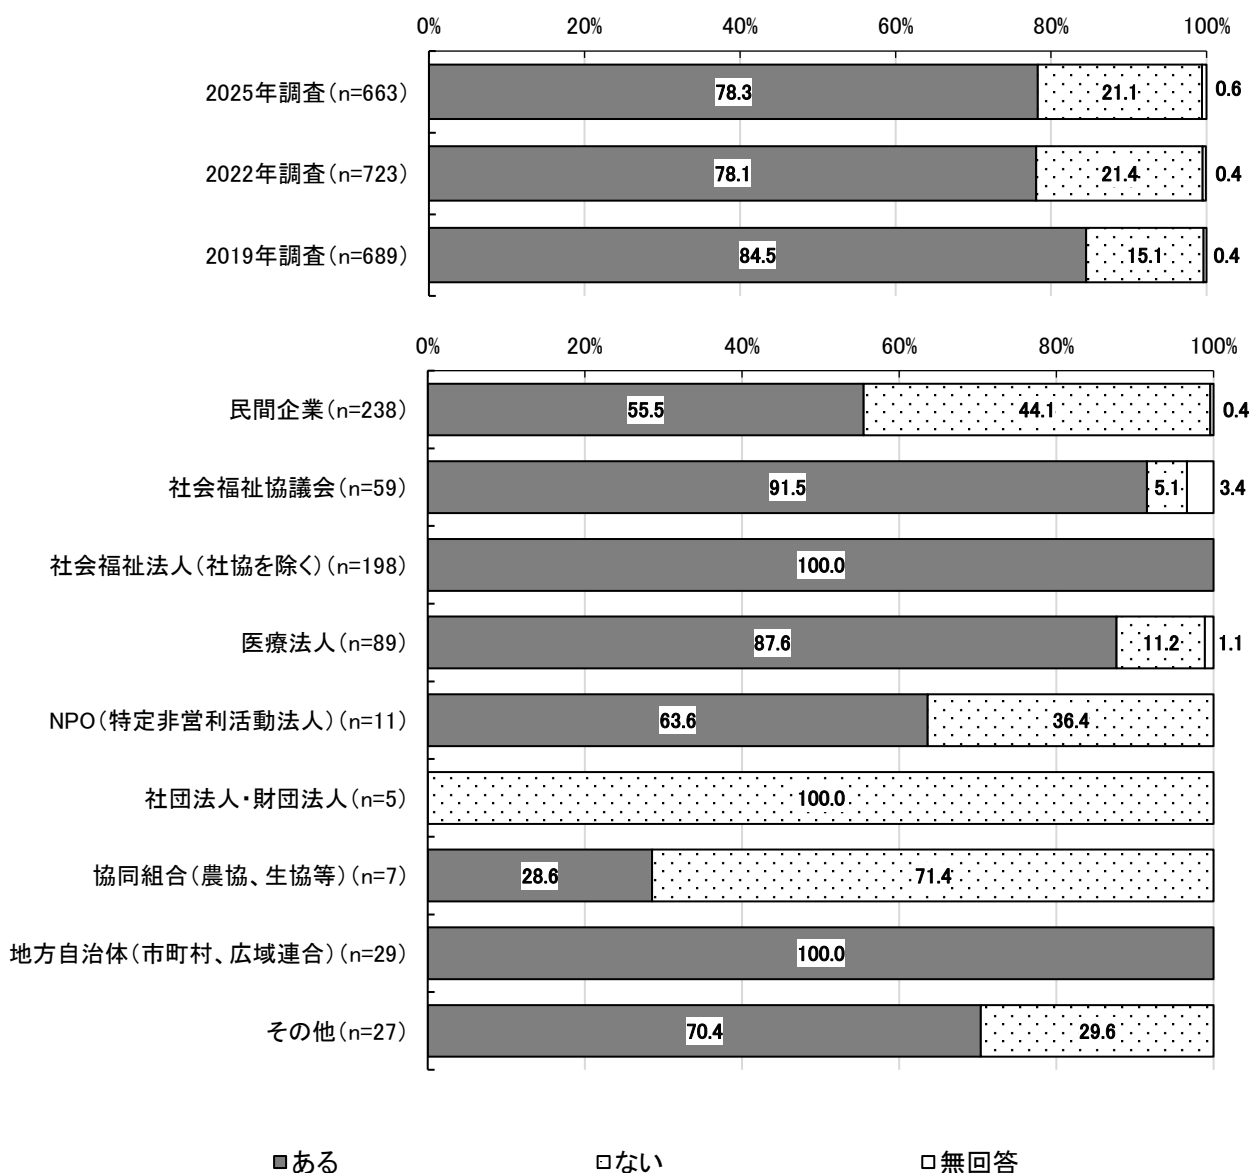 0% 20% 40% 60% 80% 100%
2025年調査(n=663) 78.3 21.1 0.6
2022年調査(n=723) 78.1 21.4 0.4
2019年調査(n=689) 84.5 15.1 0.4
0% 20% 40% 60% 80% 100%
民間企業(n=238) 55.5 44.1 0.4
社会福祉協議会(n=59) 91.5 5.1 3.4
社会福祉法人(社協を除く)(n=198) 100.0
医療法人(n=89) 87.6 11.2 1.1
NPO(特定非営利活動法人)(n=11) 63.6 36.4
社団法人・財団法人(n=5) 100.0
協同組合(農協、生協等)(n=7) 28.6 71.4
地方自治体(市町村、広域連合)(n=29) 100.0
その他(n=27) 70.4 29.6
ある ない 無回答